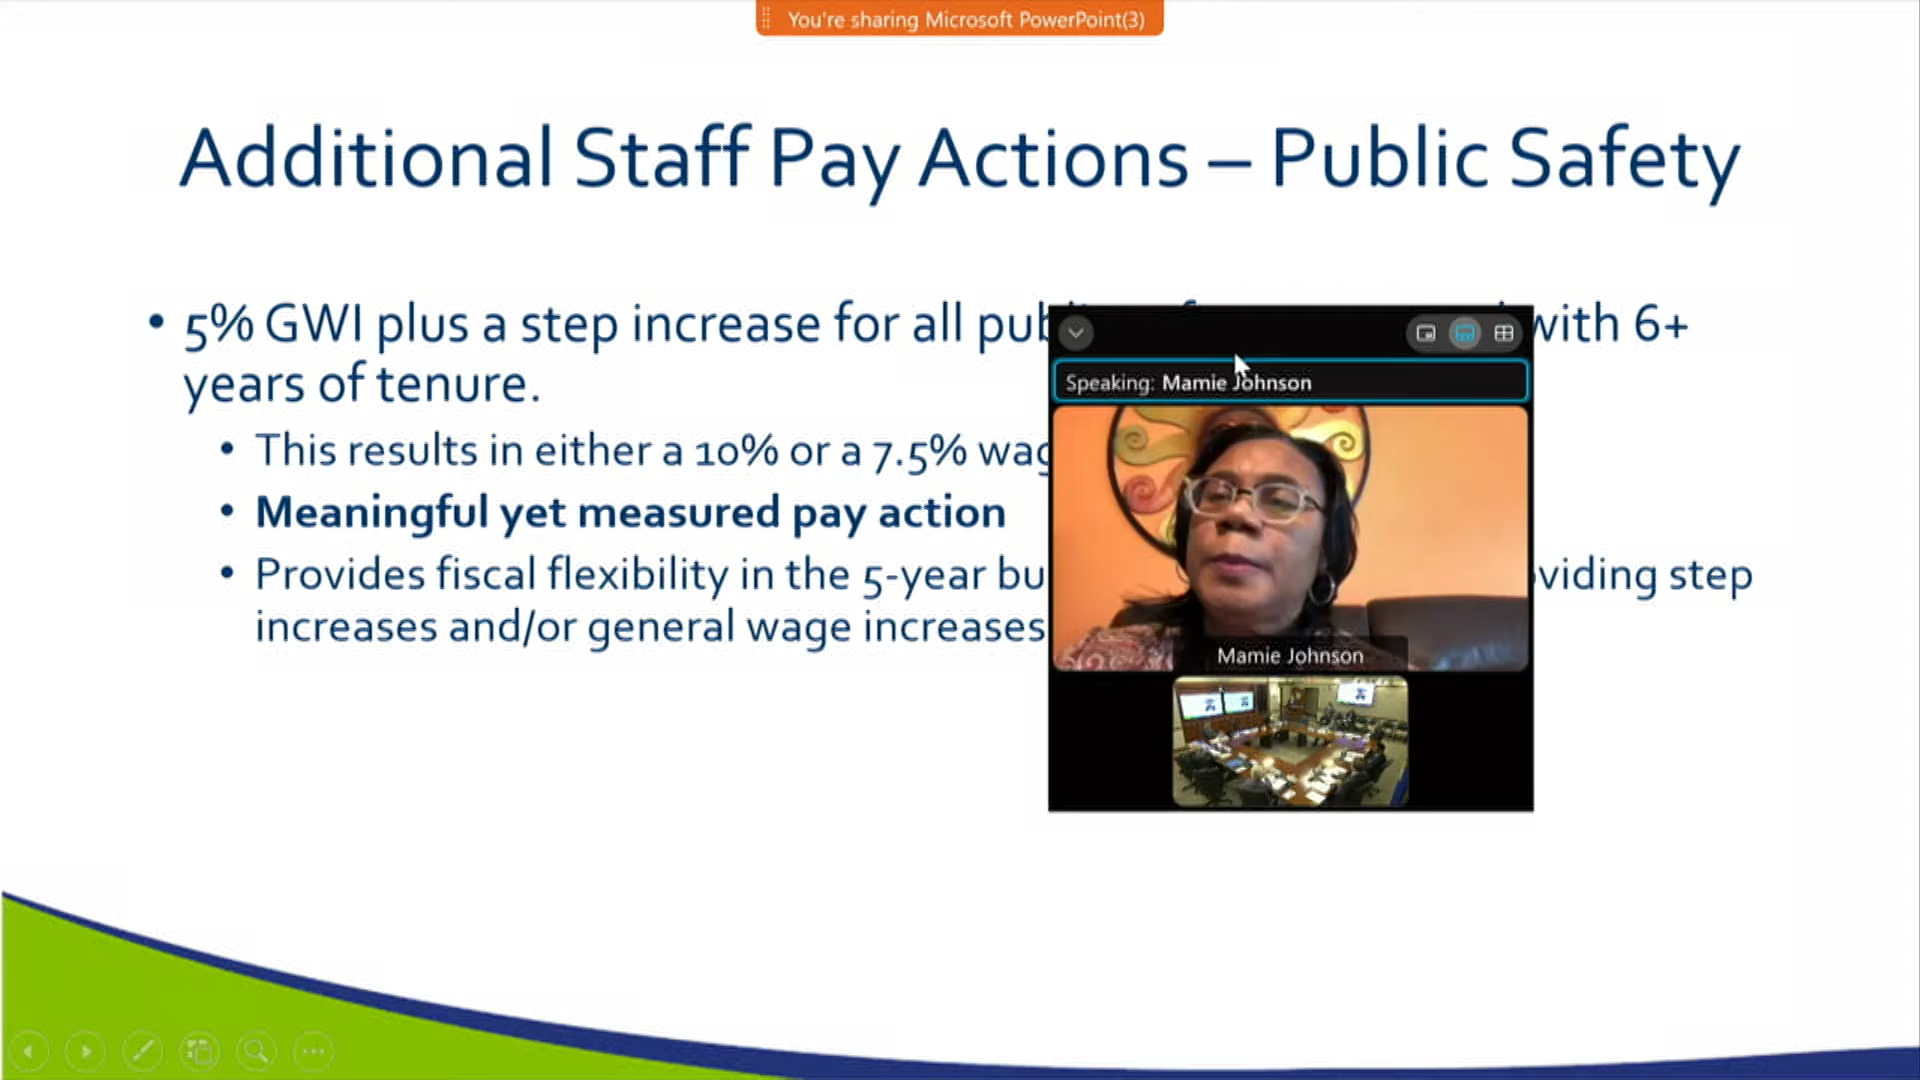 You're sharing Microsoft PowerPoint(3)
Additional Staff Pay Actions – Public Safety
• 5% GWI plus a step increase for all pub with 6+
years of tenure.
• This results in either a 10% or a 7.5% wag
• Meaningful yet measured pay action
• Provides fiscal flexibility in the 5-year bu viding step
increases and/or general wage increases
Speaking: Mamie Johnson
Mamie Johnson